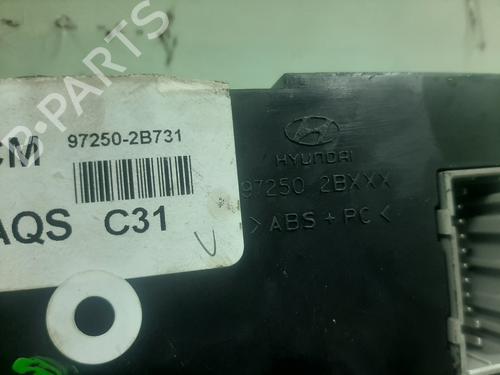 CM 97250-2B731
AQS C31
V
HYUNDAI
97250 2BXXX
>ABS+PC<
B-PARTS